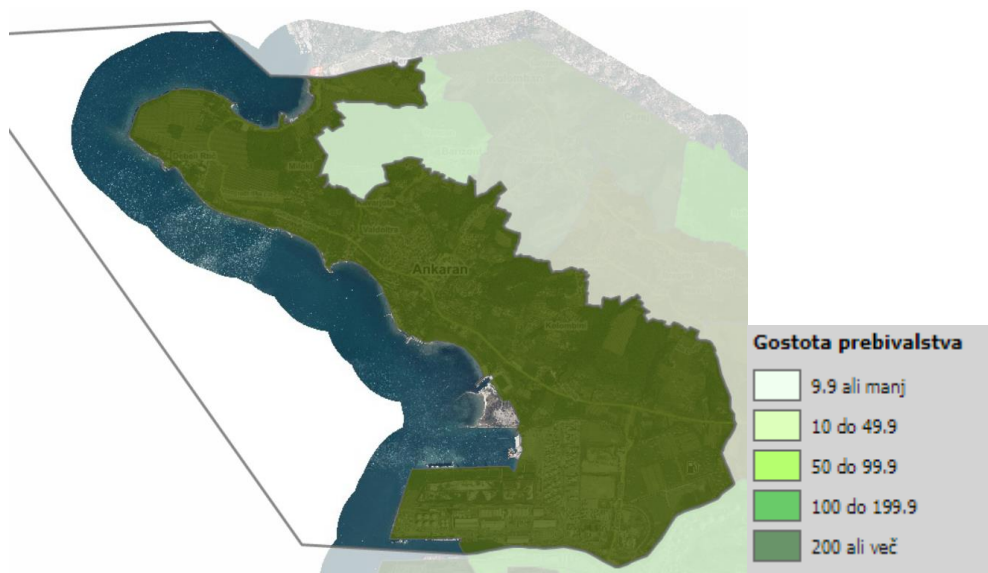 Ankaran
Gostota prebivalstva
9.9 ali manj
10 do 49.9
50 do 99.9
100 do 199.9
200 ali več